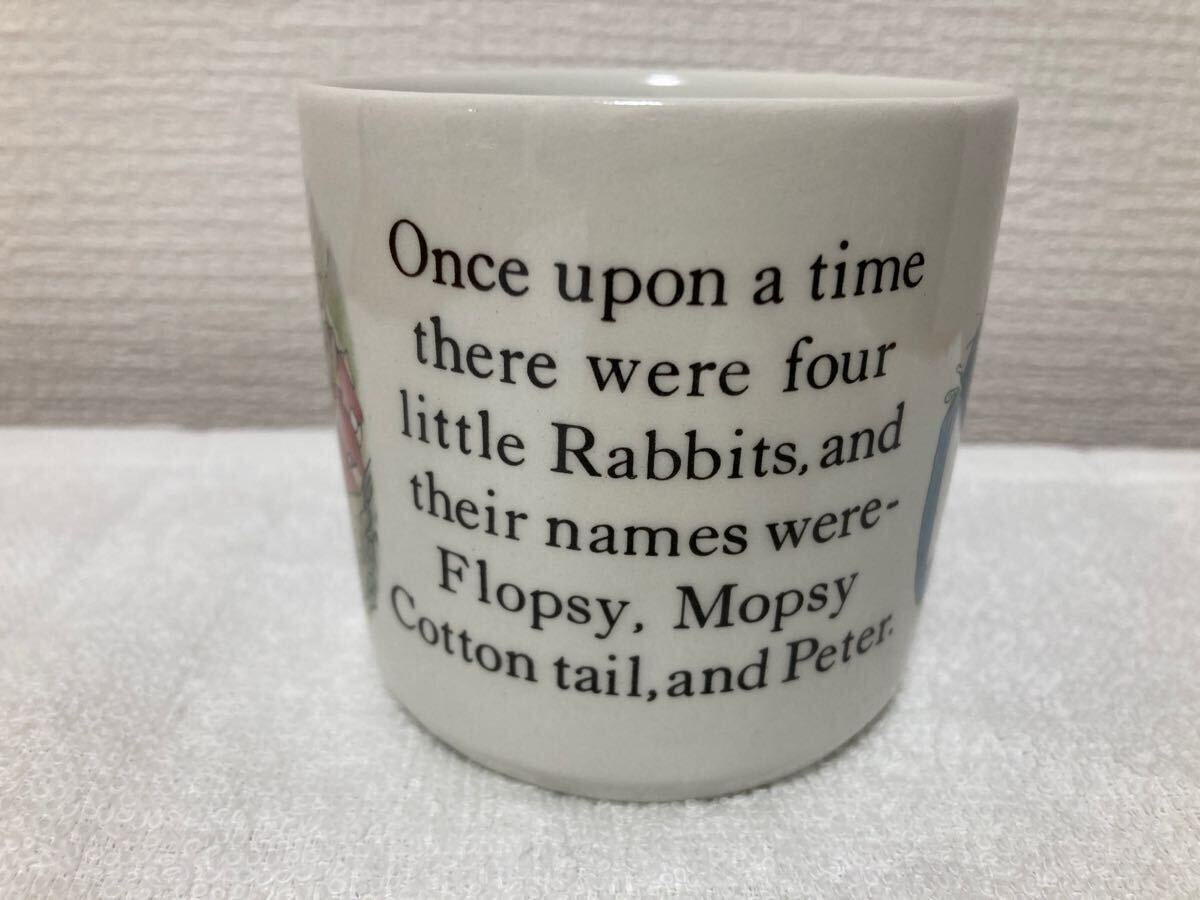 Once upon a time
there were four
little Rabbits, and
their names were-
Flopsy, Mopsy
Cotton tail, and Peter.